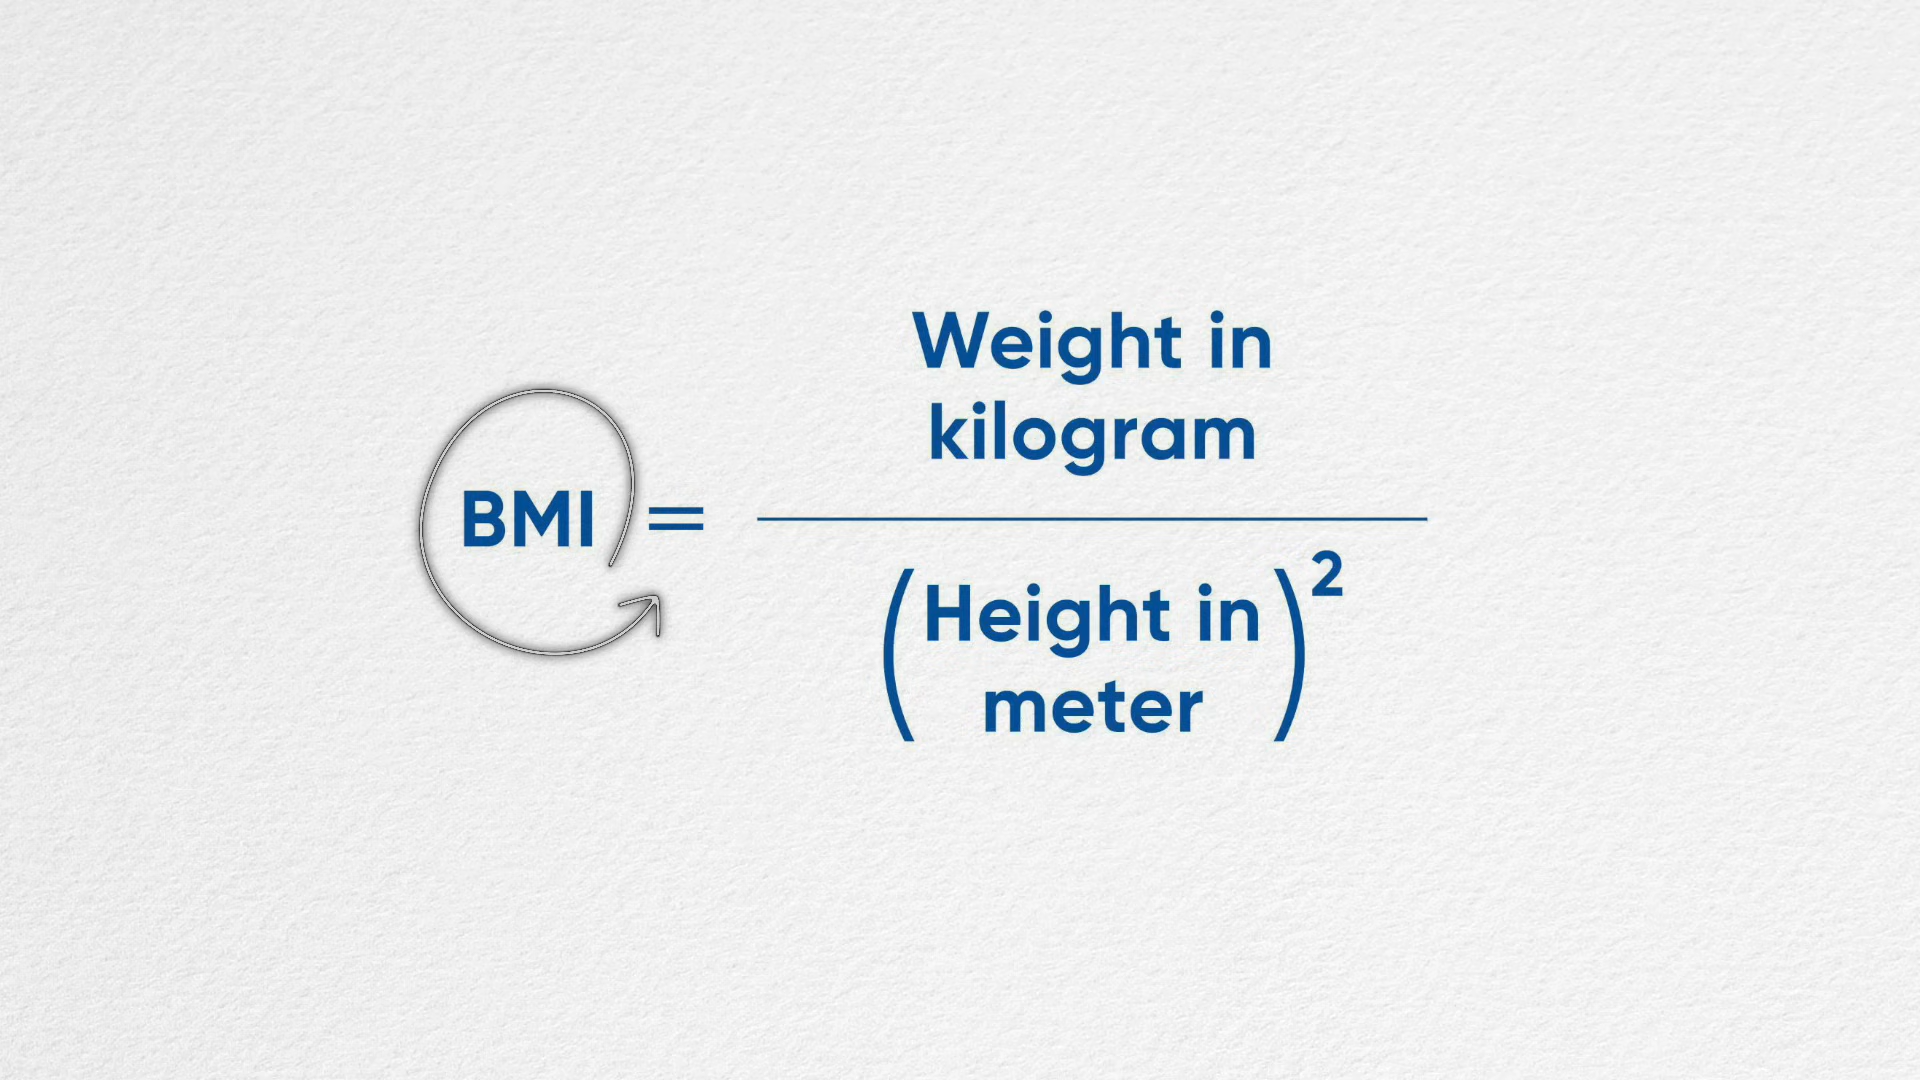 BMI =
Weight in
kilogram
(Height in
meter)²